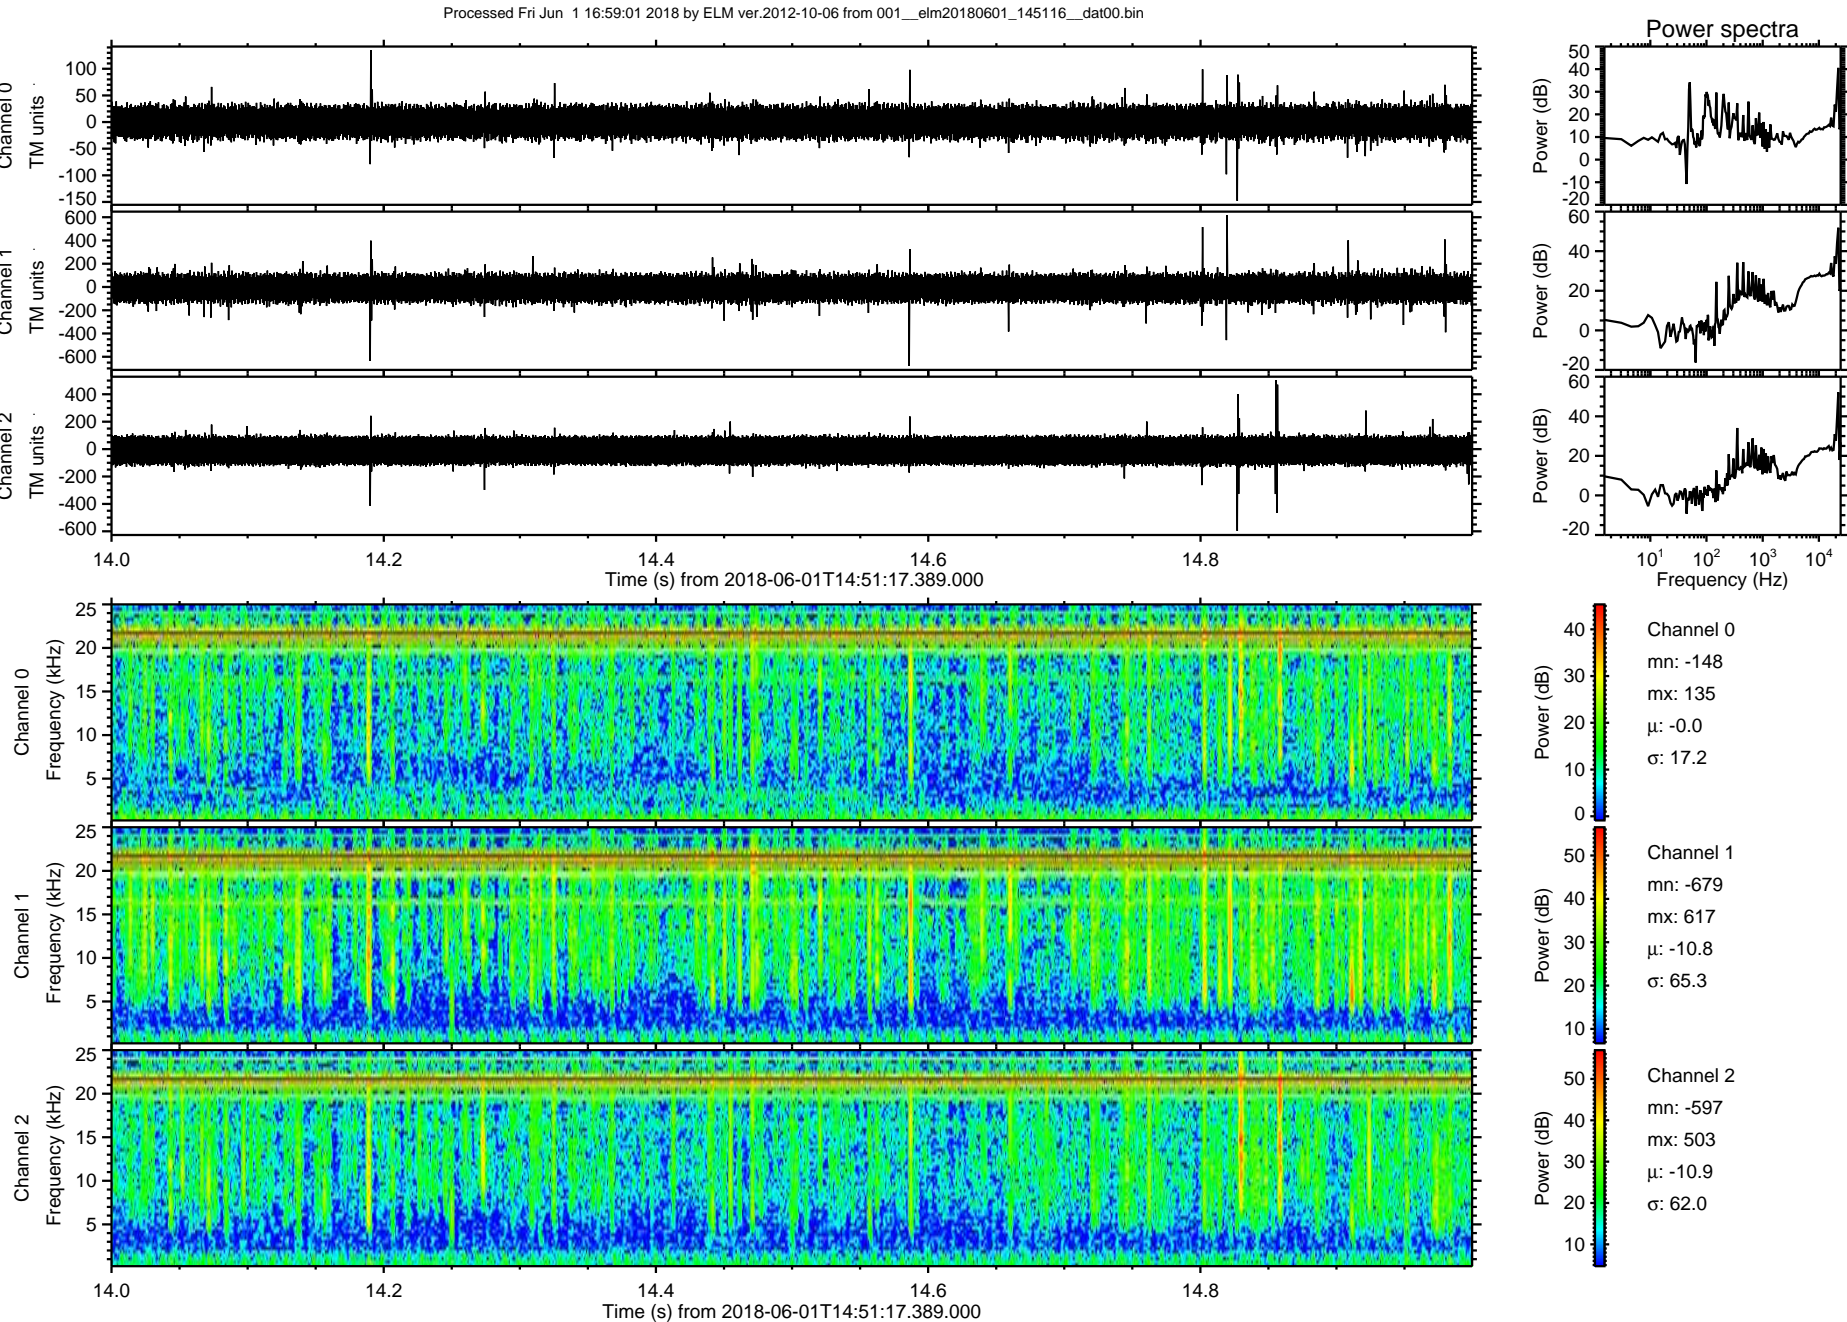 Processed Fri Jun  1 16:59:01 2018 by ELM ver.2012-10-06 from 001__elm20180601_145116__dat00.bin
Power spectra
Channel 0
TM units
100
50
0
-50
-100
-150
Power (dB)
50
40
30
20
10
0
-10
-20
Channel 1
TM units
600
400
200
0
-200
-400
-600
Power (dB)
60
40
20
0
-20
Channel 2
TM units
400
200
0
-200
-400
-600
Power (dB)
60
40
20
0
-20
14.0 14.2 14.4 14.6 14.8
Time (s) from 2018-06-01T14:51:17.389.000
10^1 10^2 10^3 10^4
Frequency (Hz)
Channel 0
Frequency (kHz)
25
20
15
10
5
Power (dB)
40
30
20
10
0
Channel 0
mn: -148
mx: 135
μ: -0.0
σ: 17.2
Channel 1
Frequency (kHz)
25
20
15
10
5
Power (dB)
50
40
30
20
10
Channel 1
mn: -679
mx: 617
μ: -10.8
σ: 65.3
Channel 2
Frequency (kHz)
25
20
15
10
5
Power (dB)
50
40
30
20
10
Channel 2
mn: -597
mx: 503
μ: -10.9
σ: 62.0
14.0 14.2 14.4 14.6 14.8
Time (s) from 2018-06-01T14:51:17.389.000